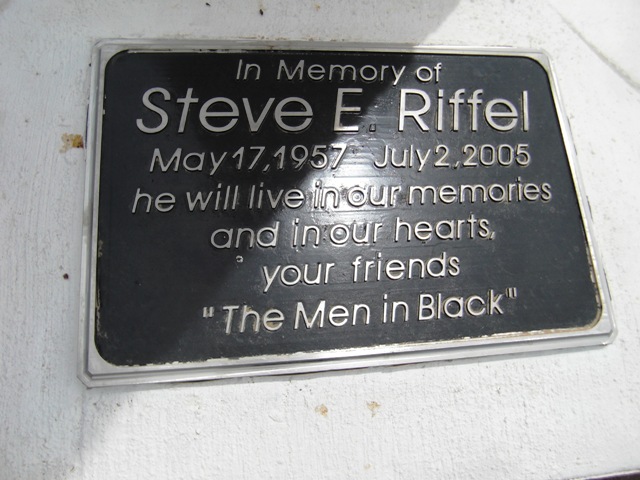 In Memory of
Steve E. Riffel
May 17, 1957 July 2, 2005
he will live in our memories
and in our hearts,
your friends
"The Men in Black"